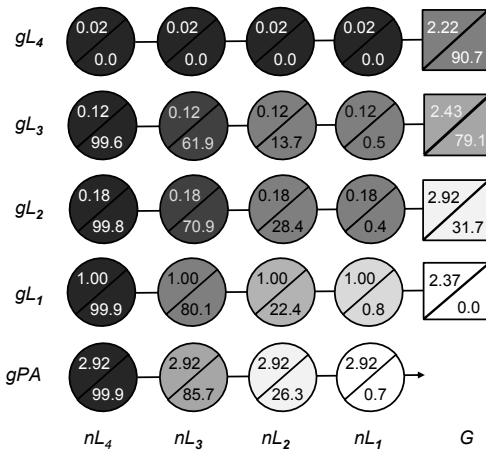 gL4 0.02 0.02 0.02 0.02 2.22
0.0 0.0 0.0 0.0 90.7
gL3 0.12 0.12 0.12 0.12 2.43
99.6 61.9 13.7 0.5 79.1
gL2 0.18 0.18 0.18 0.18 2.92
99.8 70.9 28.4 0.4 31.7
gL1 1.00 1.00 1.00 1.00 2.37
99.9 80.1 22.4 0.8 0.0
gPA 2.92 2.92 2.92 2.92
99.9 85.7 26.3 0.7
nL4 nL3 nL2 nL1 G